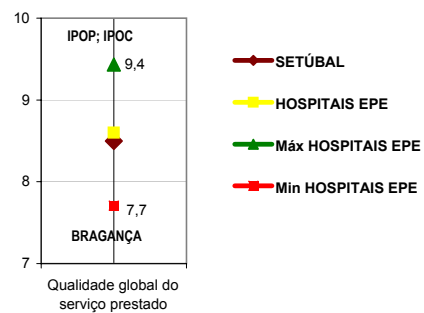 10
IPOP; IPOC
9,4
9
8
7,7
BRAGANÇA
7
Qualidade global do
serviço prestado
SETÚBAL
HOSPITAIS EPE
Máx HOSPITAIS EPE
Min HOSPITAIS EPE